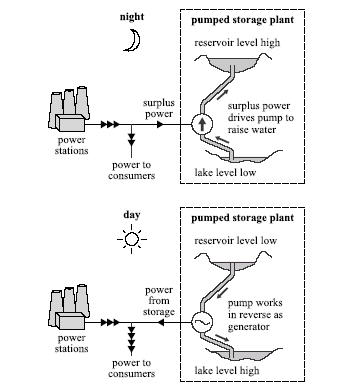 night
pumped storage plant
reservoir level high
surplus
power
surplus power
drives pump to
raise water
power
stations
power to
consumers
lake level low
day
pumped storage plant
reservoir level low
power
from
storage
pump works
in reverse as
generator
power
stations
power to
consumers
lake level high